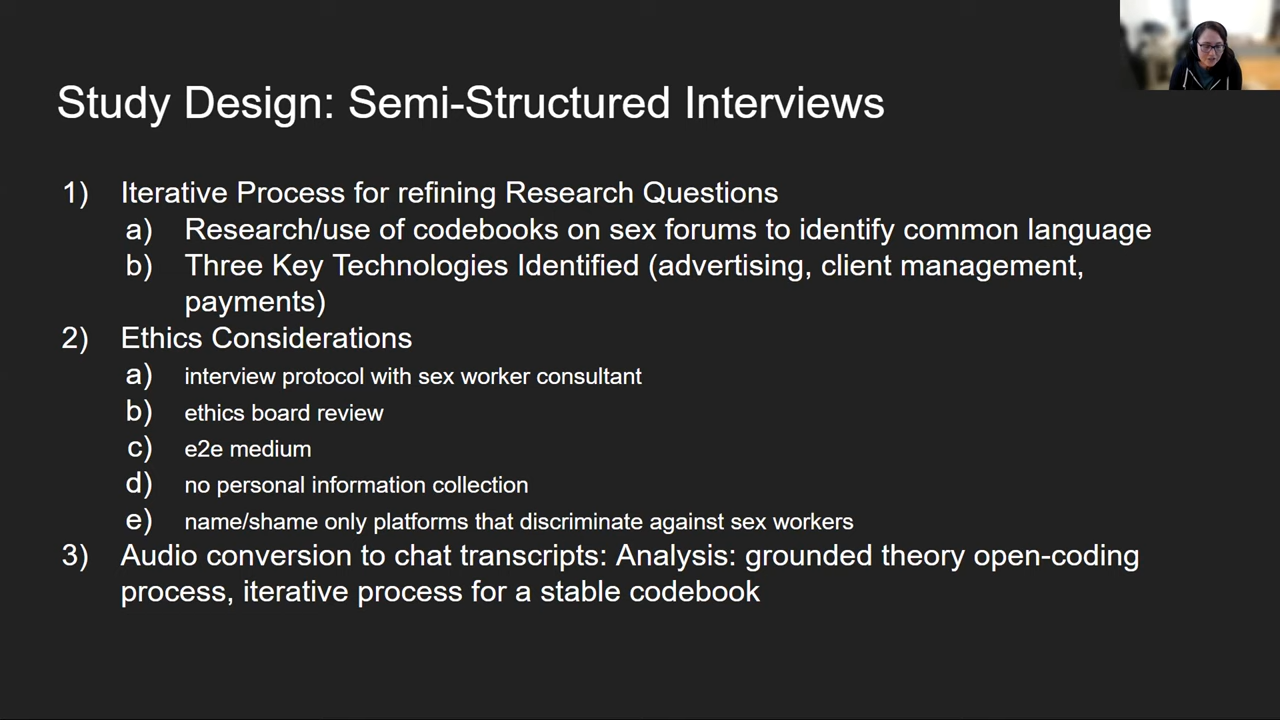 Study Design: Semi-Structured Interviews
1) Iterative Process for refining Research Questions
a) Research/use of codebooks on sex forums to identify common language
b) Three Key Technologies Identified (advertising, client management,
payments)
2) Ethics Considerations
a) interview protocol with sex worker consultant
b) ethics board review
c) e2e medium
d) no personal information collection
e) name/shame only platforms that discriminate against sex workers
3) Audio conversion to chat transcripts: Analysis: grounded theory open-coding
process, iterative process for a stable codebook